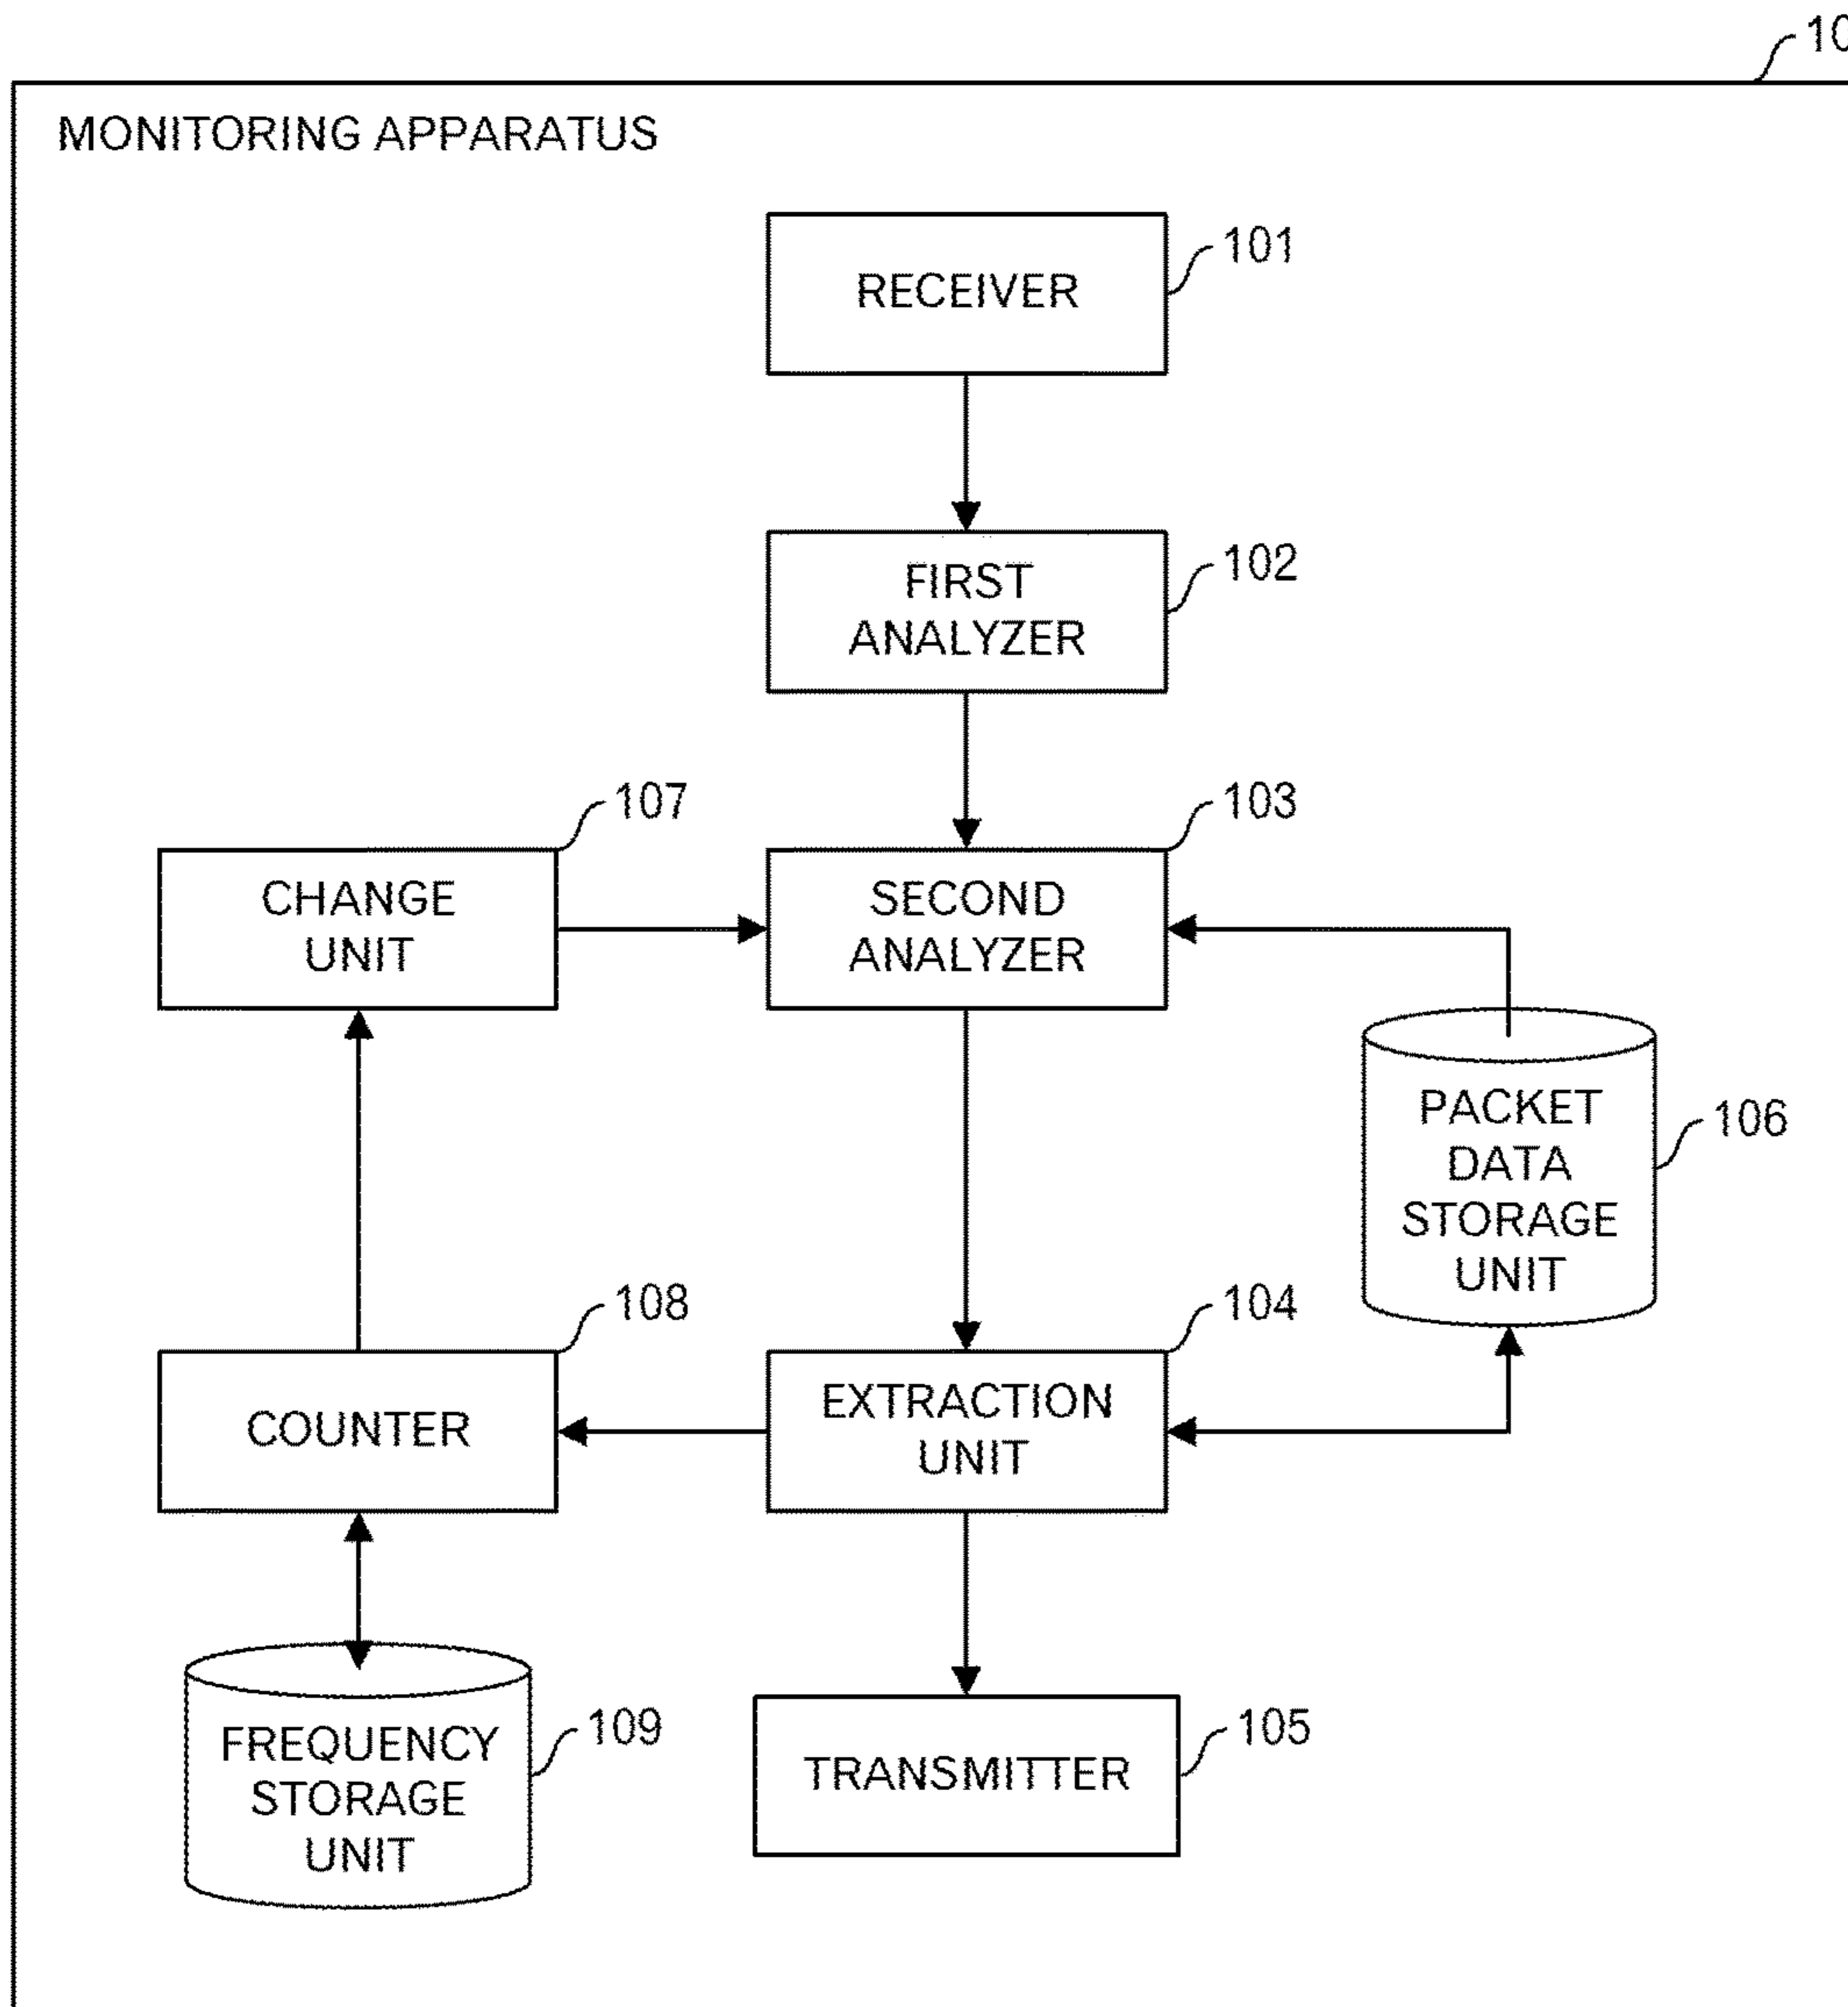 10
MONITORING APPARATUS
101
RECEIVER
102
FIRST
ANALYZER
107
103
CHANGE
UNIT
SECOND
ANALYZER
PACKET
DATA
STORAGE
UNIT
106
108
104
COUNTER
EXTRACTION
UNIT
109
FREQUENCY
STORAGE
UNIT
105
TRANSMITTER